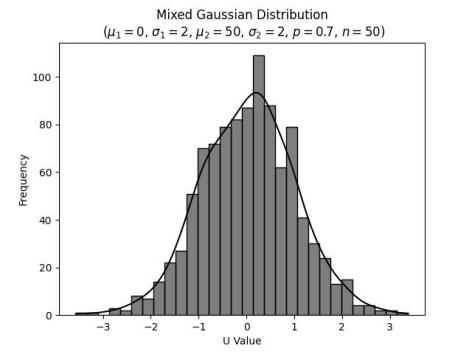 Mixed Gaussian Distribution
(μ₁ = 0, σ₁ = 2, μ₂ = 50, σ₂ = 2, p = 0.7, n = 50)
100
80
60
40
20
0
Frequency
−3 −2 −1 0 1 2 3
U Value